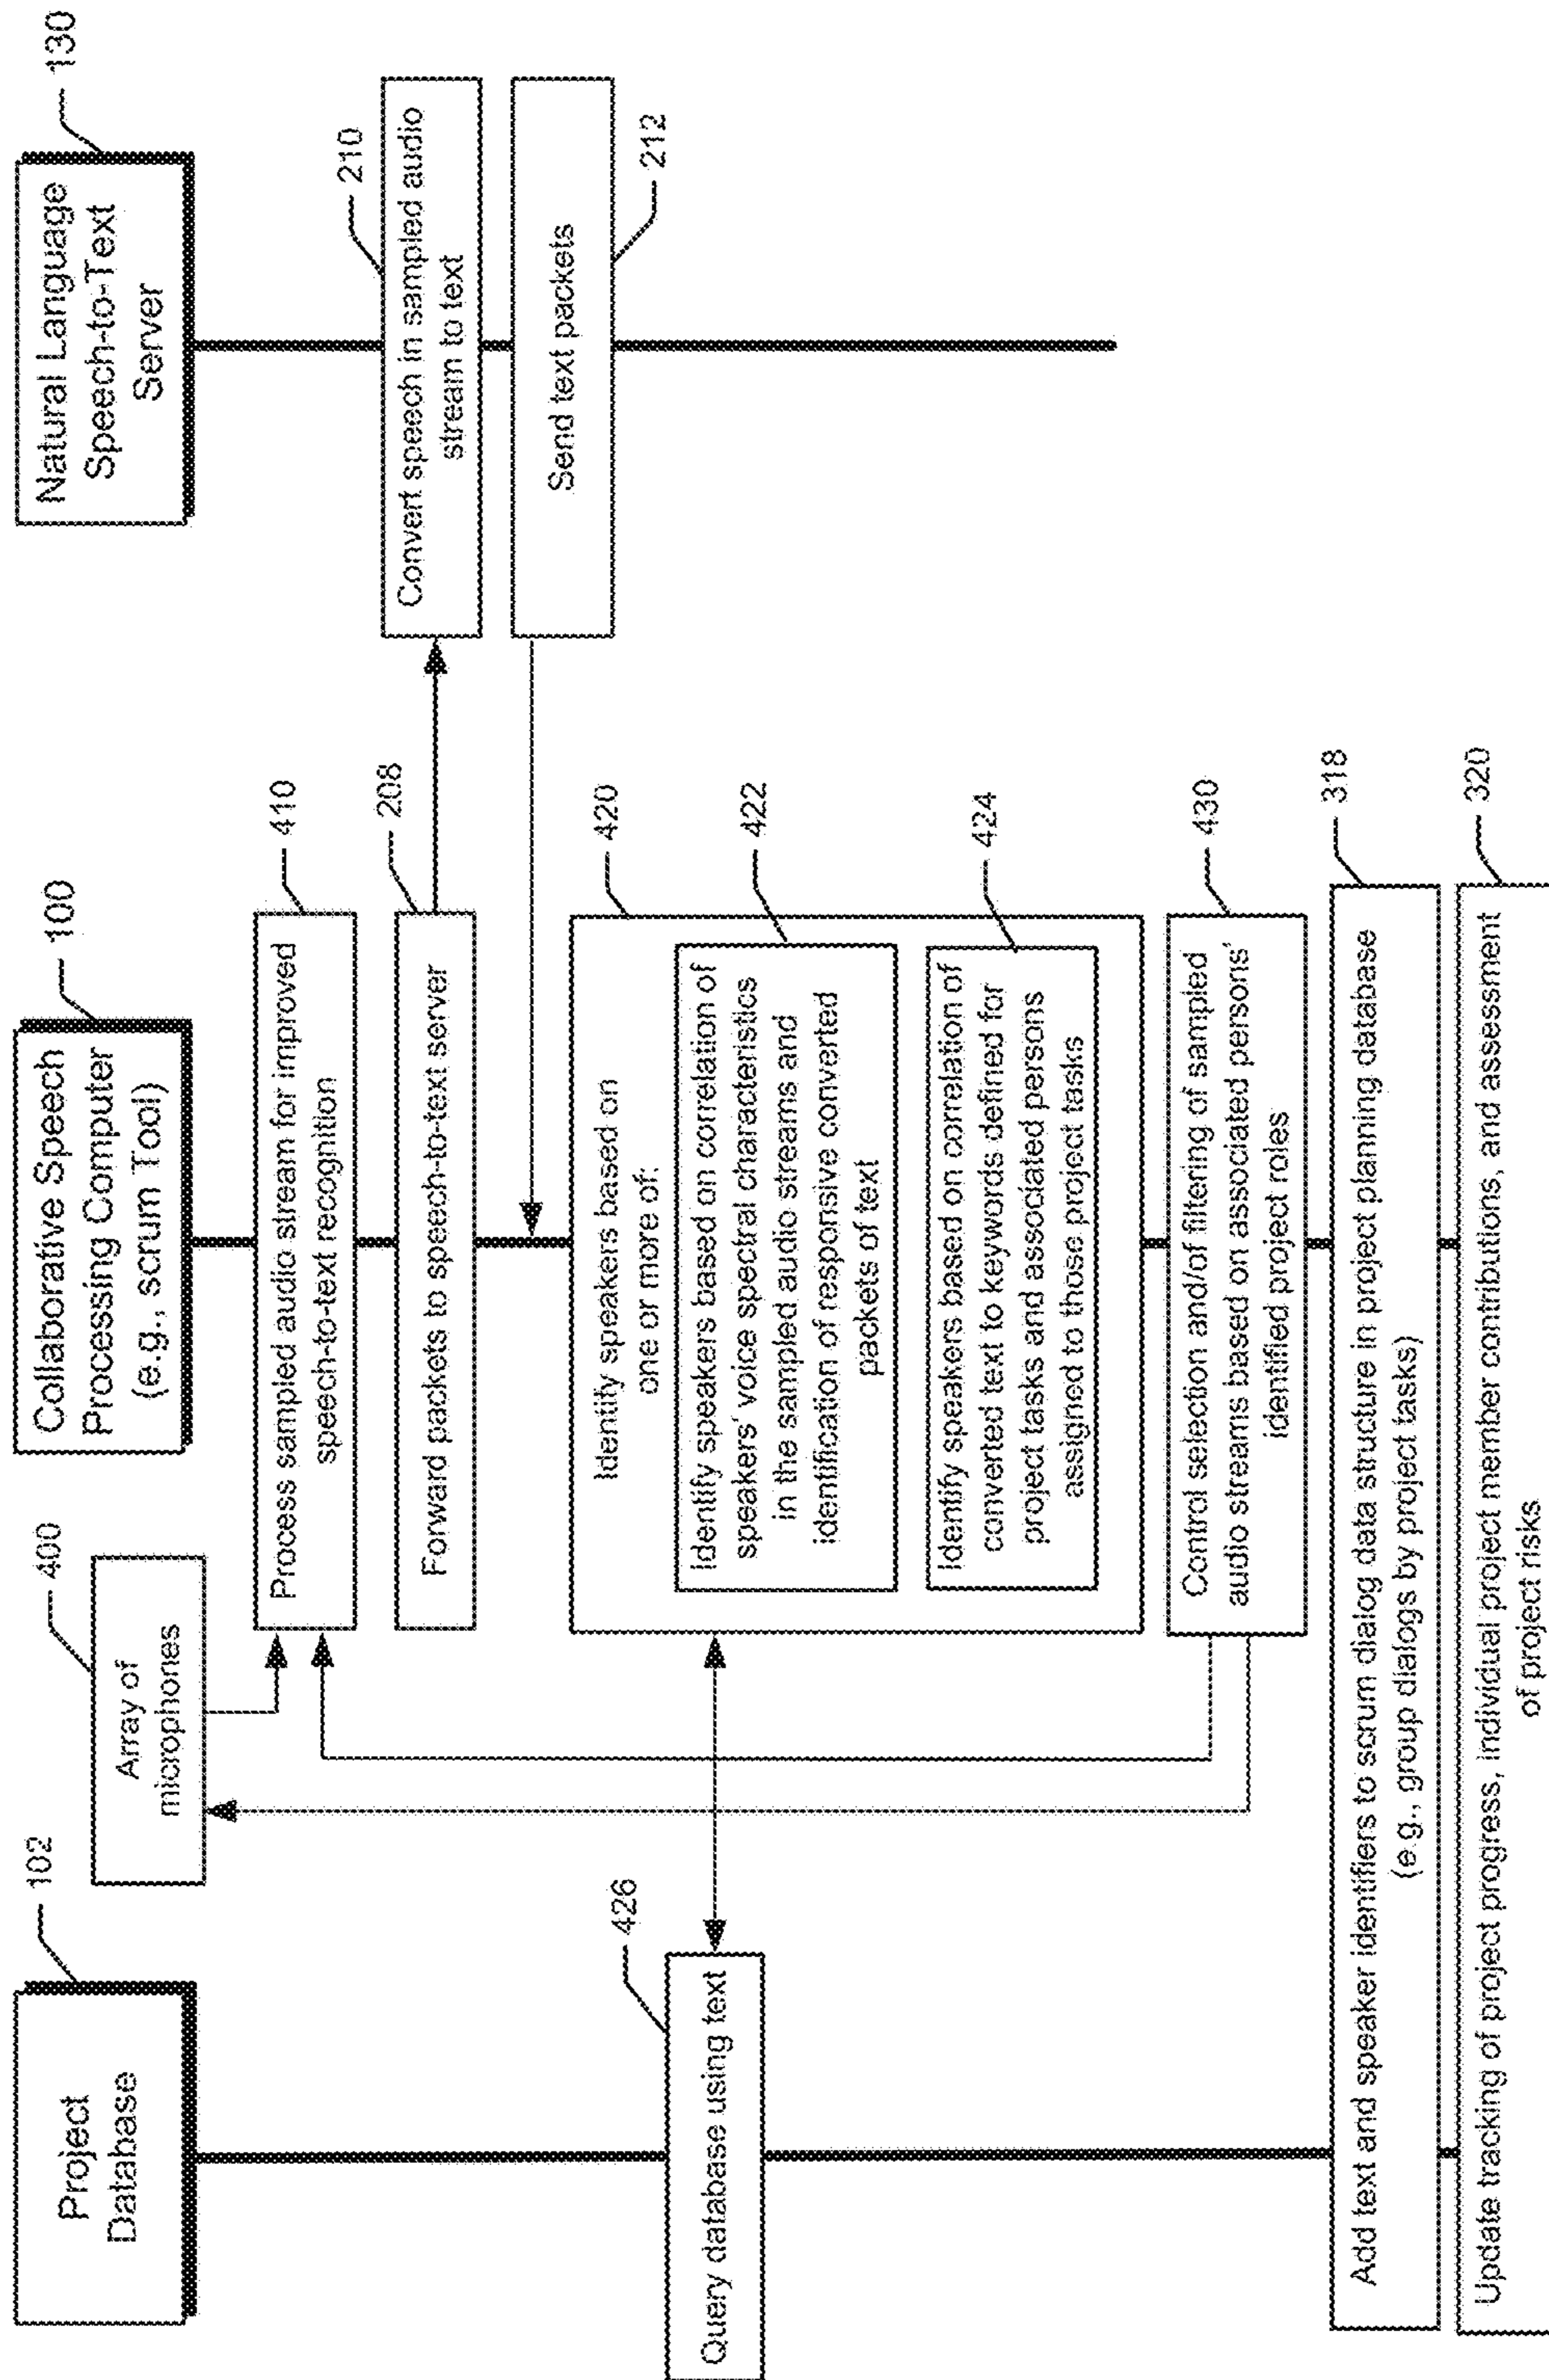 Project
Database
102
Array of
microphones
400
Collaborative Speech
Processing Computer
(e.g., scrum Tool)
100
Natural Language
Speech-to-Text
Server
130
Process sampled audio stream for improved
speech-to-text recognition
410
Forward packets to speech-to-text server
208
Convert speech in sampled audio
stream to text
210
Send text packets
212
Identify speakers based on
one or more of:
420
Identify speakers based on correlation of
speakers' voice spectral characteristics
in the sampled audio streams and
identification of responsive converted
packets of text
422
Identify speakers based on correlation of
converted text to keywords defined for
project tasks and associated persons
assigned to those project tasks
424
Query database using text
426
Control selection and/of filtering of sampled
audio streams based on associated persons'
identified project roles
430
Add text and speaker identifiers to scrum dialog data structure in project planning database
(e.g., group dialogs by project tasks)
318
Update tracking of project progress, individual project member contributions, and assessment
of project risks
320